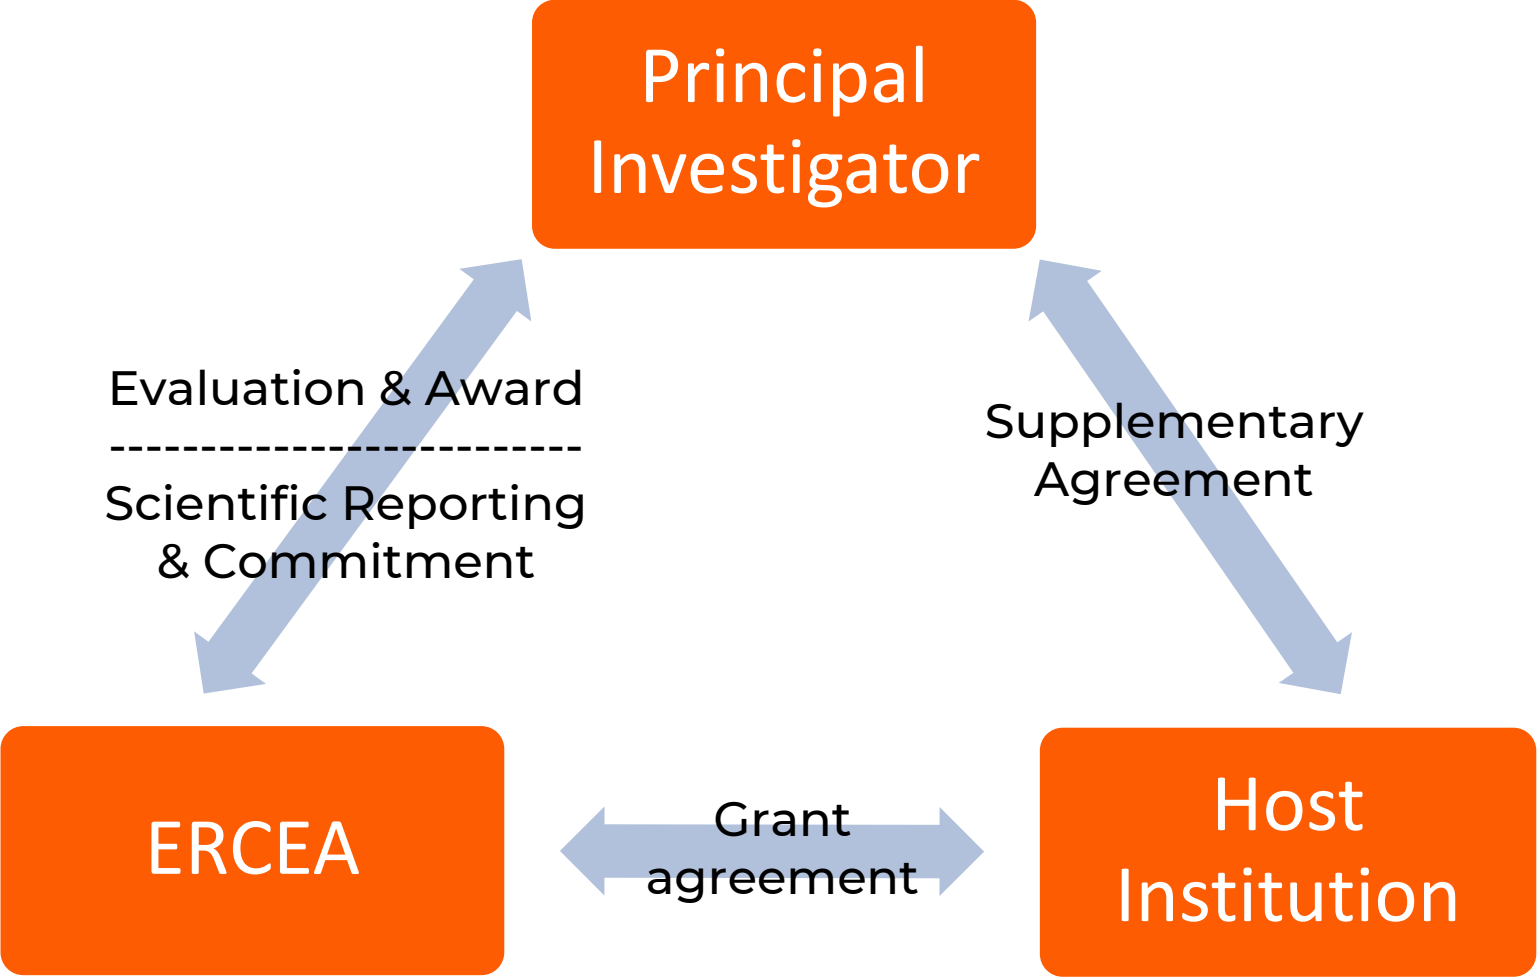 Principal
Investigator
Evaluation & Award
--------------------------
Scientific Reporting
& Commitment
Supplementary
Agreement
ERCEA
Grant
agreement
Host
Institution